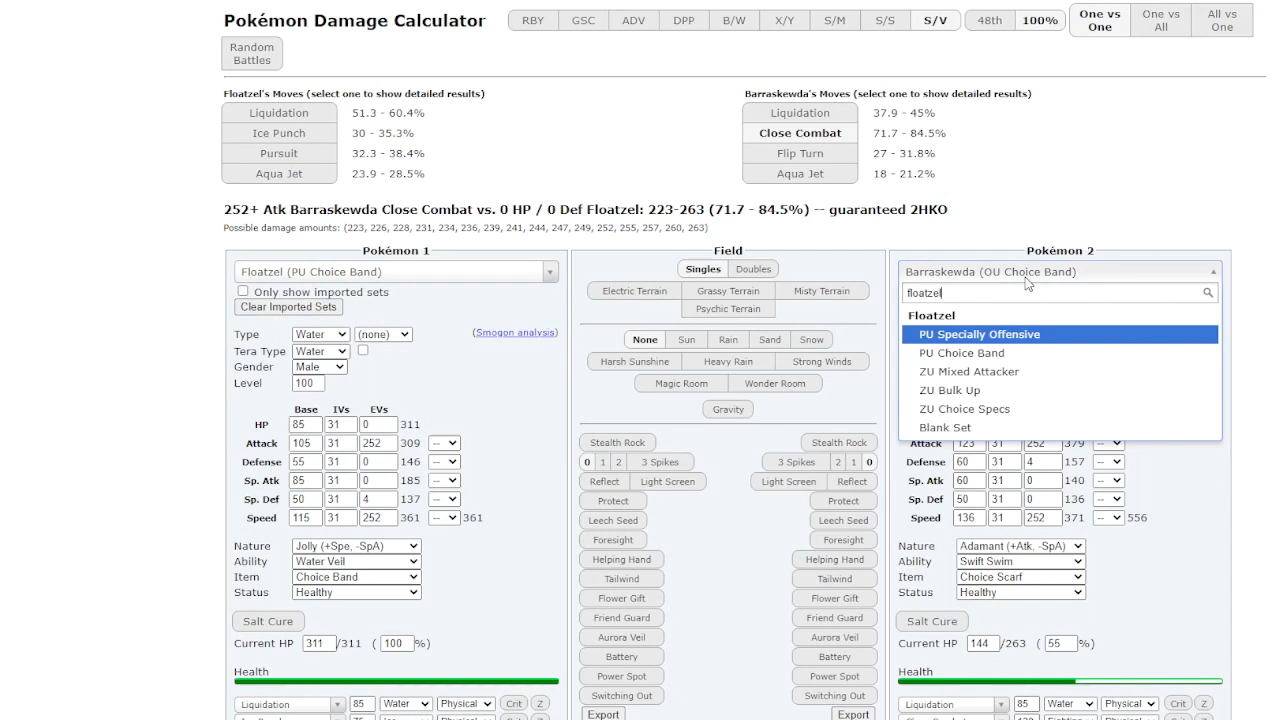 Pokémon Damage Calculator
RBY GSC ADV DPP B/W X/Y S/M S/S S/V 48th 100% One vs One One vs All All vs One
Random Battles
Floatzel's Moves (select one to show detailed results)
Barraskewda's Moves (select one to show detailed results)
Liquidation 51.3 - 60.4% Liquidation 37.9 - 45%
Ice Punch 30 - 35.3% Close Combat 71.7 - 84.5%
Pursuit 32.3 - 38.4% Flip Turn 27 - 31.8%
Aqua Jet 23.9 - 28.5% Aqua Jet 18 - 21.2%
252+ Atk Barraskewda Close Combat vs. 0 HP / 0 Def Floatzel: 223-263 (71.7 - 84.5%) -- guaranteed 2HKO
Possible damage amounts: (223, 226, 228, 231, 234, 236, 239, 241, 244, 247, 249, 252, 255, 257, 260, 263)
Pokémon 1
Floatzel (PU Choice Band)
Only show imported sets
Clear Imported Sets
Type Water (none) (Smogon analysis)
Tera Type Water
Gender Male
Level 100
Base IVs EVs
HP 85 31 0 311
Attack 105 31 252 309 --
Defense 55 31 0 146 --
Sp. Atk 85 31 0 185 --
Sp. Def 50 31 4 137 --
Speed 115 31 252 361 -- 361
Nature Jolly (+Spe, -SpA)
Ability Water Veil
Item Choice Band
Status Healthy
Salt Cure
Current HP 311 /311 ( 100 %)
Health
Liquidation 85 Water Physical Crit Z
Field
Singles Doubles
Electric Terrain Grassy Terrain Misty Terrain
Psychic Terrain
None Sun Rain Sand Snow
Harsh Sunshine Heavy Rain Strong Winds
Magic Room Wonder Room
Gravity
Stealth Rock Stealth Rock
0 1 2 3 Spikes 3 Spikes 2 1 0
Reflect Light Screen Light Screen Reflect
Protect Protect
Leech Seed Leech Seed
Foresight Foresight
Helping Hand Helping Hand
Tailwind Tailwind
Flower Gift Flower Gift
Friend Guard Friend Guard
Aurora Veil Aurora Veil
Battery Battery
Power Spot Power Spot
Switching Out Switching Out
Export Export
Pokémon 2
Barraskewda (OU Choice Band)
floatzel
Floatzel
PU Specially Offensive
PU Choice Band
ZU Mixed Attacker
ZU Bulk Up
ZU Choice Specs
Blank Set
Attack 123 31 252 379 --
Defense 60 31 4 157 --
Sp. Atk 60 31 0 140 --
Sp. Def 50 31 0 136 --
Speed 136 31 252 371 -- 556
Nature Adamant (+Atk, -SpA)
Ability Swift Swim
Item Choice Scarf
Status Healthy
Salt Cure
Current HP 144 /263 ( 55 %)
Health
Liquidation 85 Water Physical Crit Z